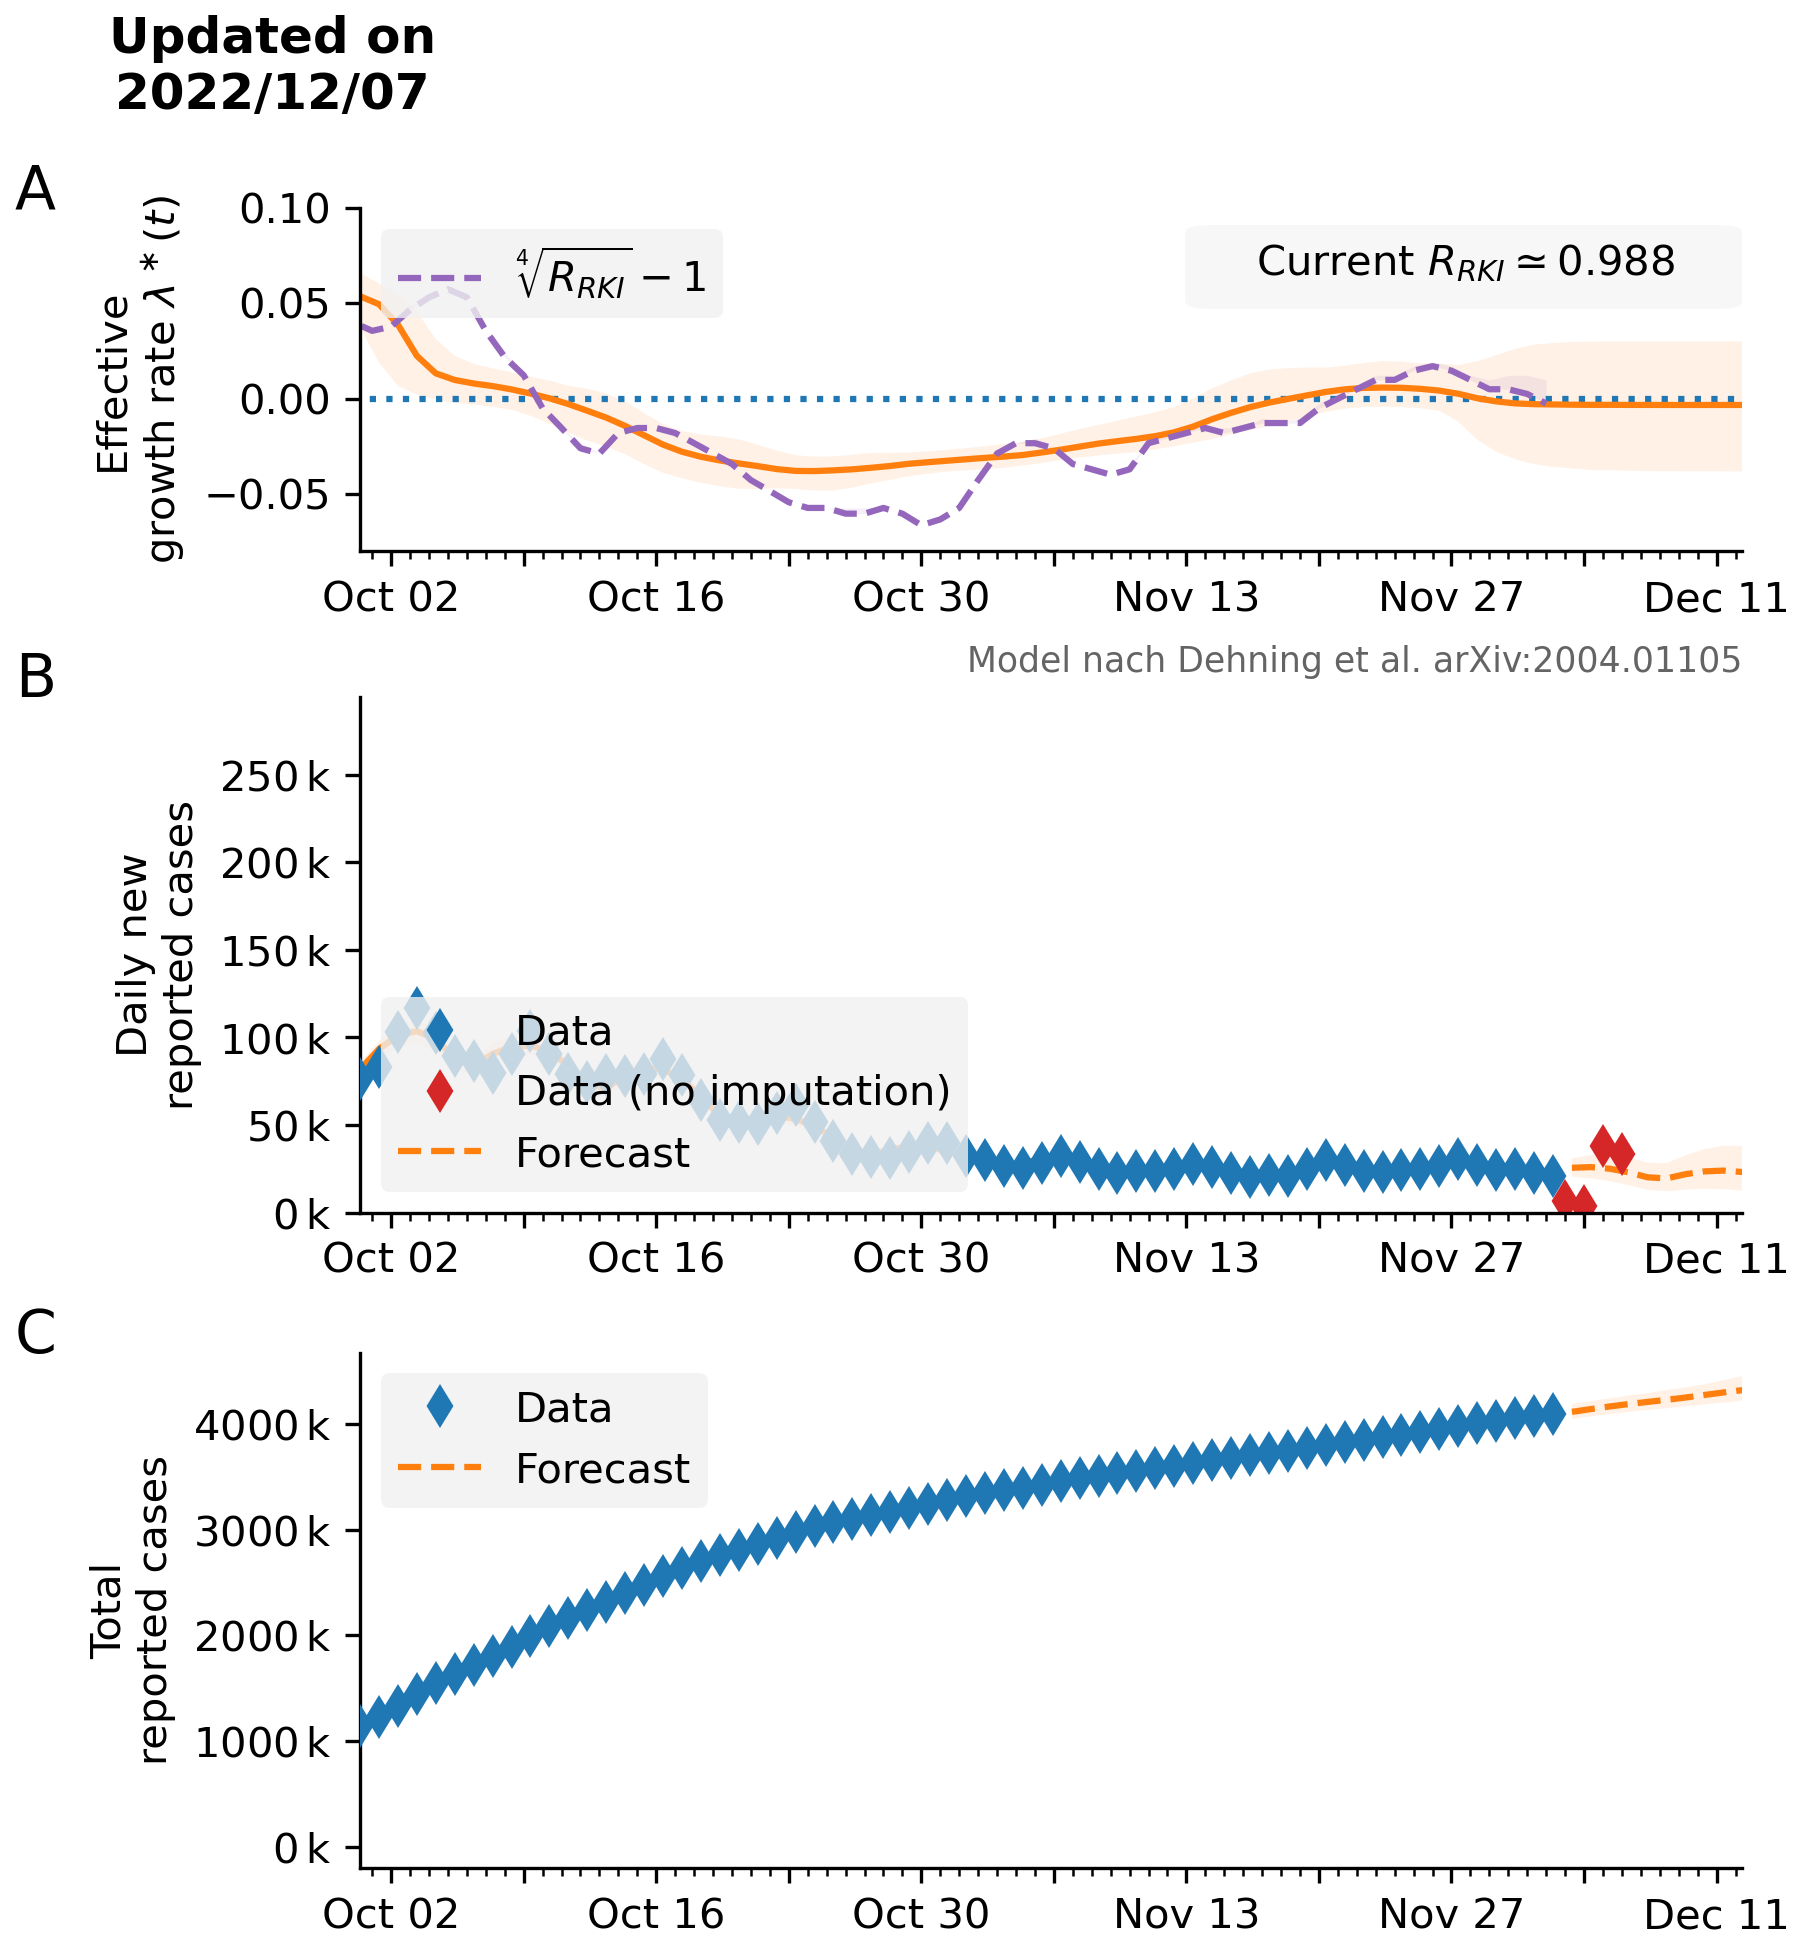 Updated on
2022/12/07
A
Effective
growth rate λ * (t)
0.10
0.05
0.00
−0.05
∜R_RKI − 1
Current R_RKI ≃ 0.988
Oct 02
Oct 16
Oct 30
Nov 13
Nov 27
Dec 11
Model nach Dehning et al. arXiv:2004.01105
B
Daily new
reported cases
250 k
200 k
150 k
100 k
50 k
0 k
Data
Data (no imputation)
Forecast
Oct 02
Oct 16
Oct 30
Nov 13
Nov 27
Dec 11
C
Total
reported cases
4000 k
3000 k
2000 k
1000 k
0 k
Data
Forecast
Oct 02
Oct 16
Oct 30
Nov 13
Nov 27
Dec 11